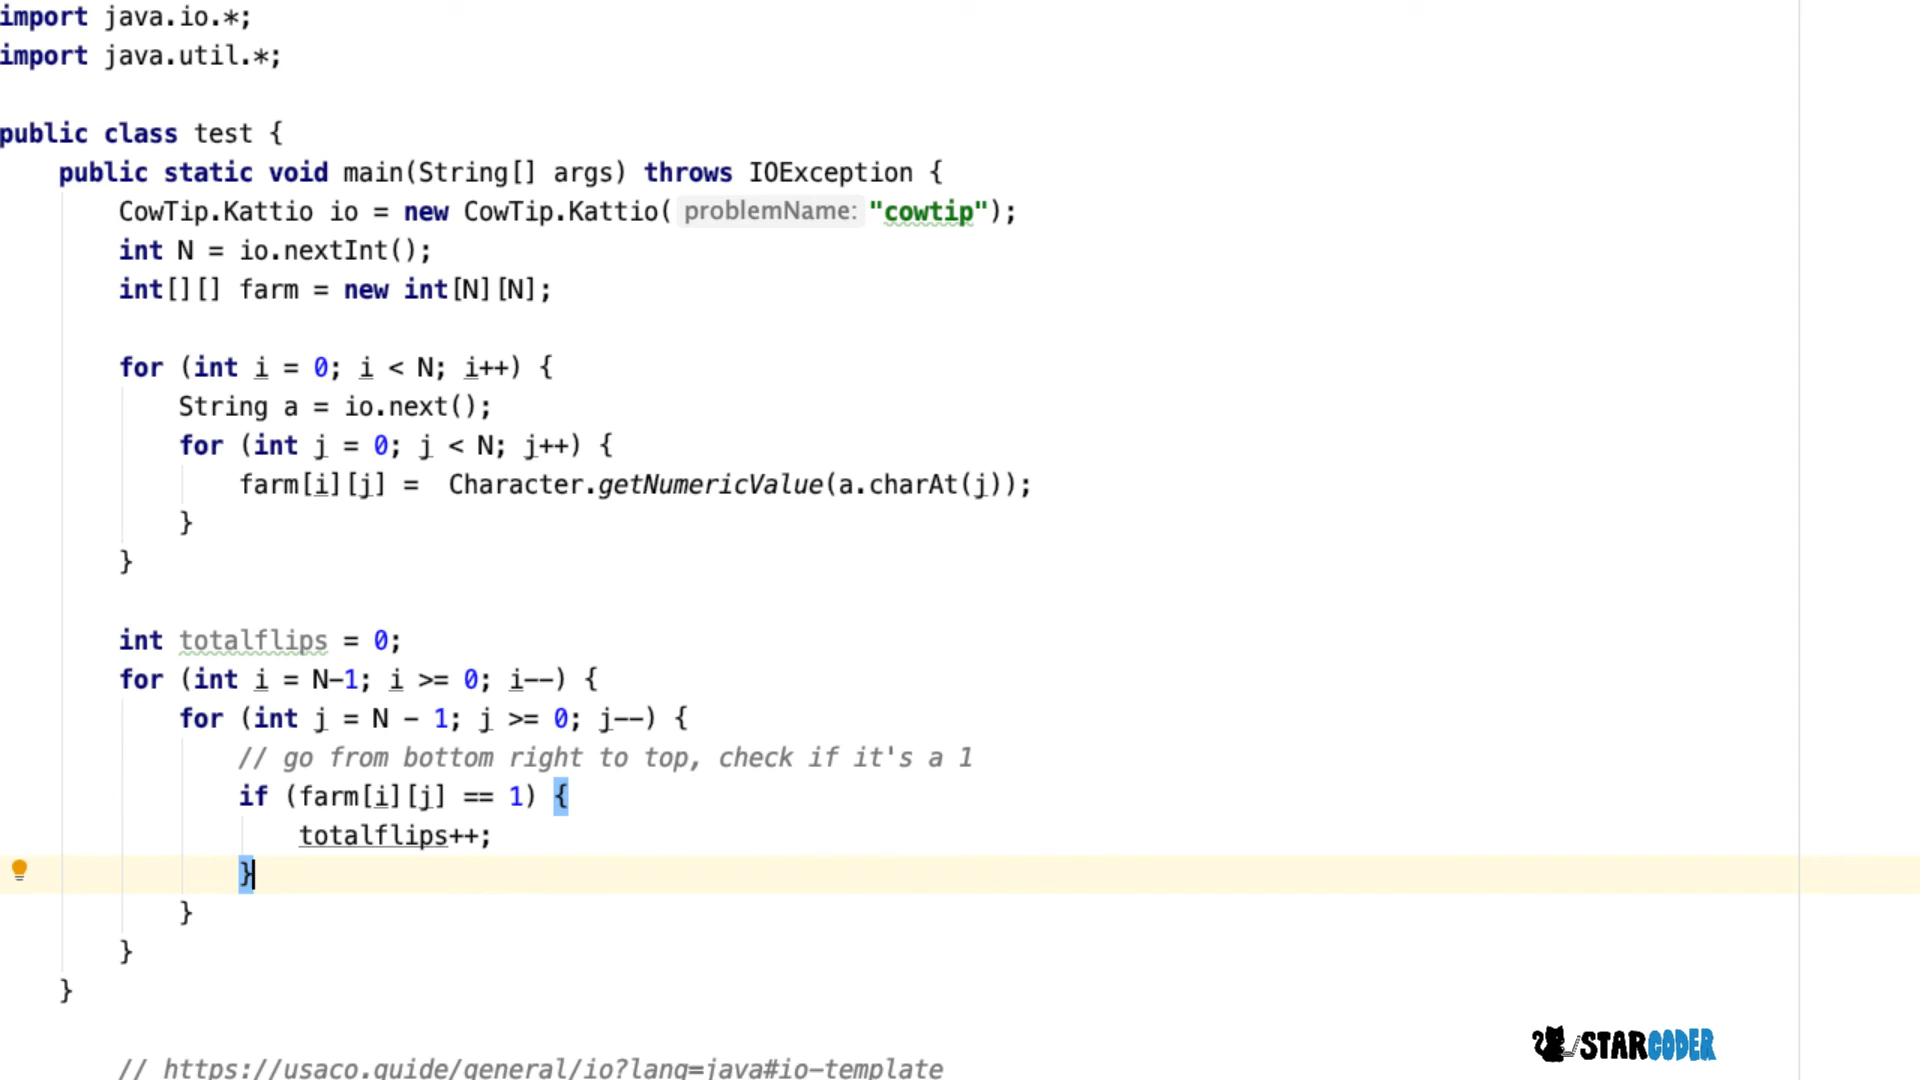 import java.io.*;
import java.util.*;
public class test {
public static void main(String[] args) throws IOException {
CowTip.Kattio io = new CowTip.Kattio( problemName: "cowtip");
int N = io.nextInt();
int[][] farm = new int[N][N];
for (int i = 0; i < N; i++) {
String a = io.next();
for (int j = 0; j < N; j++) {
farm[i][j] =  Character.getNumericValue(a.charAt(j));
}
}
int totalflips = 0;
for (int i = N-1; i >= 0; i--) {
for (int j = N - 1; j >= 0; j--) {
// go from bottom right to top, check if it's a 1
if (farm[i][j] == 1) {
totalflips++;
}
}
}
}
// https://usaco.guide/general/io?lang=java#io-template
STARCODER